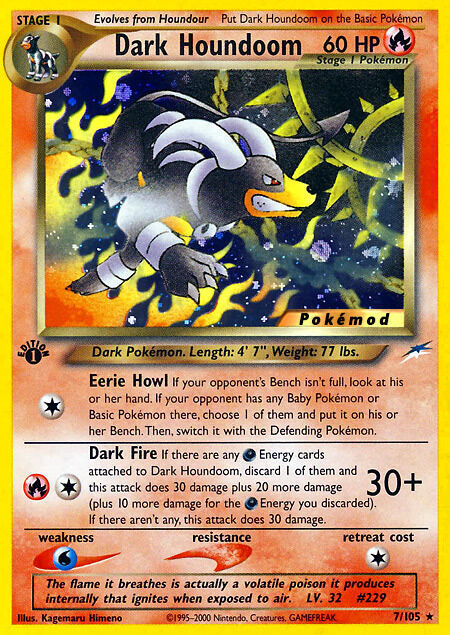 STAGE 1 Evolves from Houndour Put Dark Houndoom on the Basic Pokémon
Dark Houndoom 60 HP
Stage 1 Pokémon
Pokémod
EDITION 1
Dark Pokémon. Length: 4' 7", Weight: 77 lbs.
Eerie Howl If your opponent's Bench isn't full, look at his
or her hand. If your opponent has any Baby Pokémon or
Basic Pokémon there, choose 1 of them and put it on his or
her Bench. Then, switch it with the Defending Pokémon.
Dark Fire If there are any Energy cards
attached to Dark Houndoom, discard 1 of them and
this attack does 30 damage plus 20 more damage
(plus 10 more damage for the Energy you discarded).
If there aren't any, this attack does 30 damage.
30+
weakness resistance retreat cost
The flame it breathes is actually a volatile poison it produces
internally that ignites when exposed to air. LV. 32 #229
Illus. Kagemaru Himeno ©1995-2000 Nintendo, Creatures, GAMEFREAK. 7/105 ★